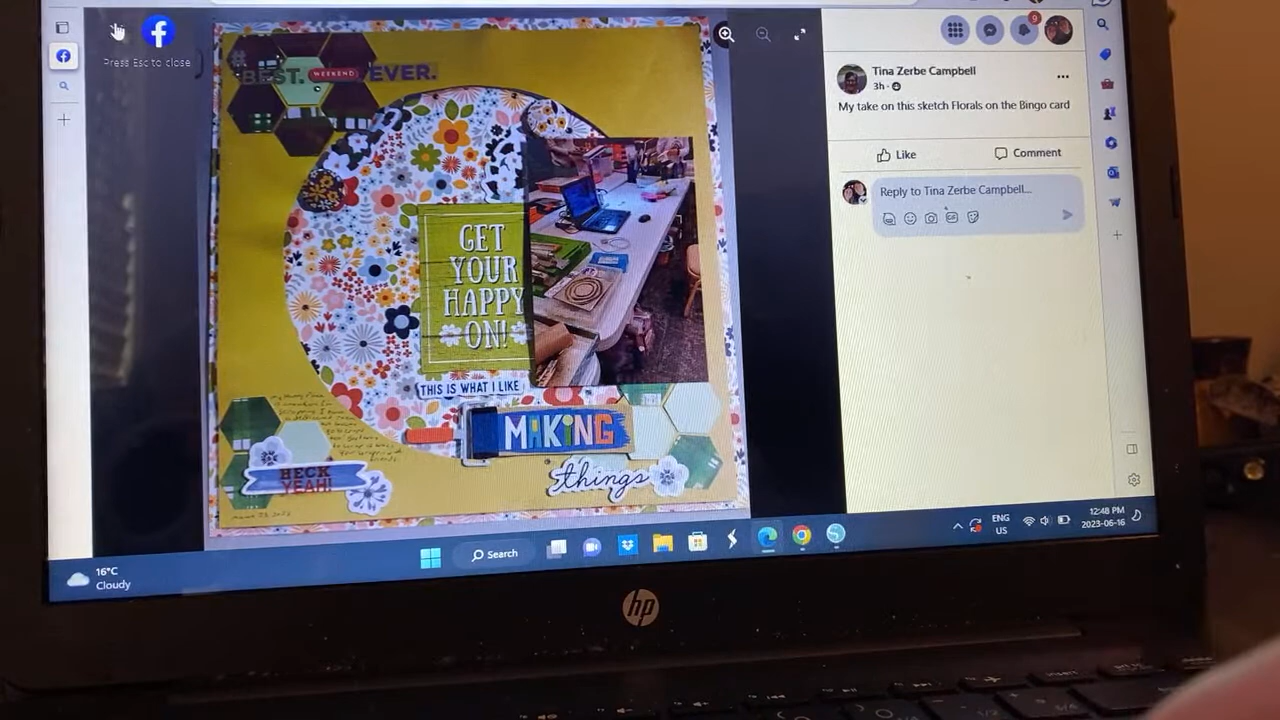 Press Esc to close
#
BEST. WEEKEND EVER.
GET
YOUR
HAPPY
ON!
THIS IS WHAT I LIKE
MAKING
things
HECK
YEAH!
9
Tina Zerbe Campbell
3h
My take on this sketch Florals on the Bingo card
Like
Comment
Reply to Tina Zerbe Campbell...
GIF
16°C
Cloudy
Search
ENG
US
12:48 PM
2023-06-16
hp